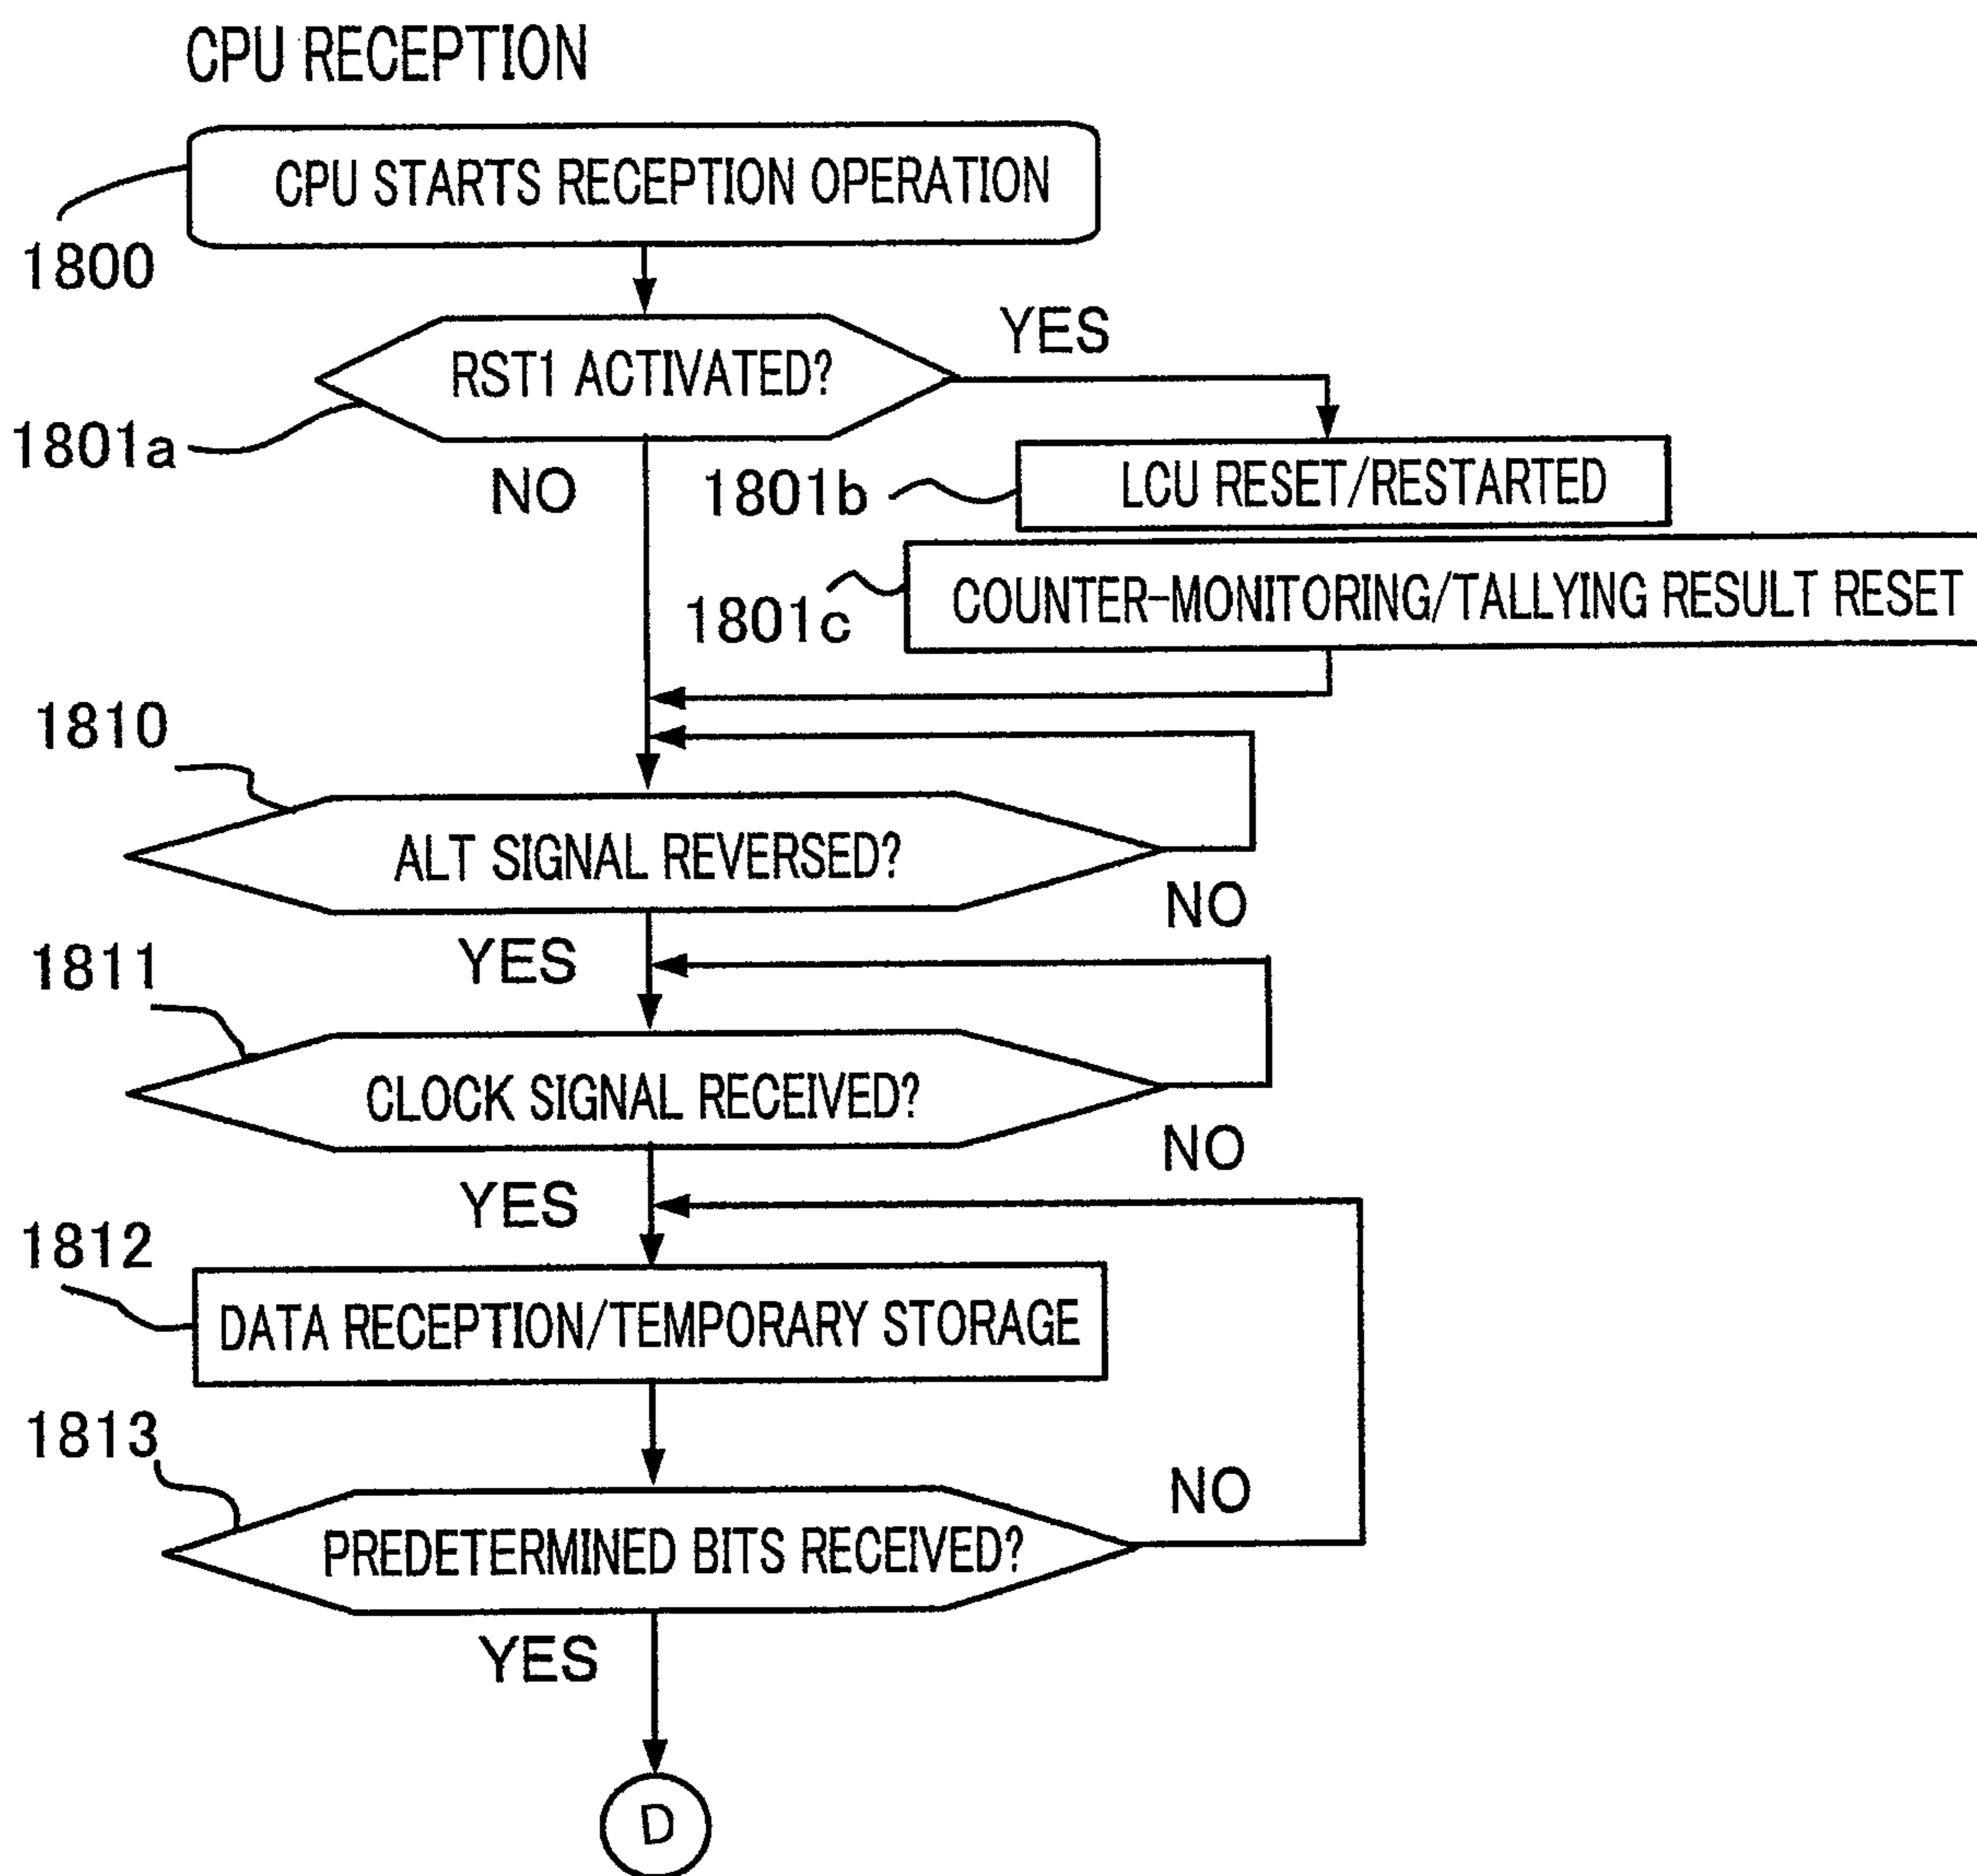 CPU RECEPTION
CPU STARTS RECEPTION OPERATION
1800
RST1 ACTIVATED?
YES
1801a
NO
1801b
LCU RESET/RESTARTED
1801c
COUNTER-MONITORING/TALLYING RESULT RESET
1810
ALT SIGNAL REVERSED?
NO
YES
1811
CLOCK SIGNAL RECEIVED?
NO
YES
1812
DATA RECEPTION/TEMPORARY STORAGE
1813
NO
PREDETERMINED BITS RECEIVED?
YES
D